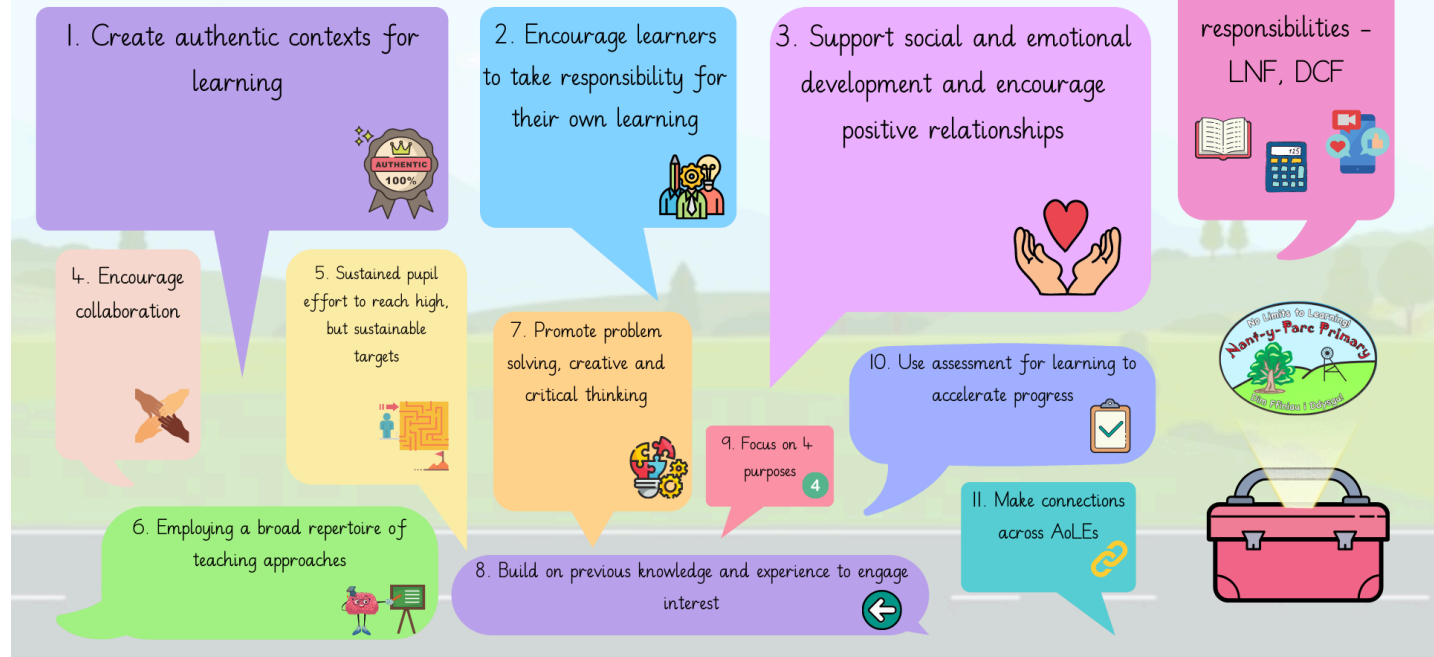 1. Create authentic contexts for
learning
AUTHENTIC
100%
2. Encourage learners
to take responsibility for
their own learning
3. Support social and emotional
development and encourage
positive relationships
responsibilities -
LNF, DCF
125
4. Encourage
collaboration
5. Sustained pupil
effort to reach high,
but sustainable
targets
7. Promote problem
solving, creative and
critical thinking
10. Use assessment for learning to
accelerate progress
No Limits to Learning!
Nant-y-Parc Primary
Dim Ffiniau i Ddysgu!
9. Focus on 4
purposes
4
11. Make connections
across AoLEs
6. Employing a broad repertoire of
teaching approaches
8. Build on previous knowledge and experience to engage
interest